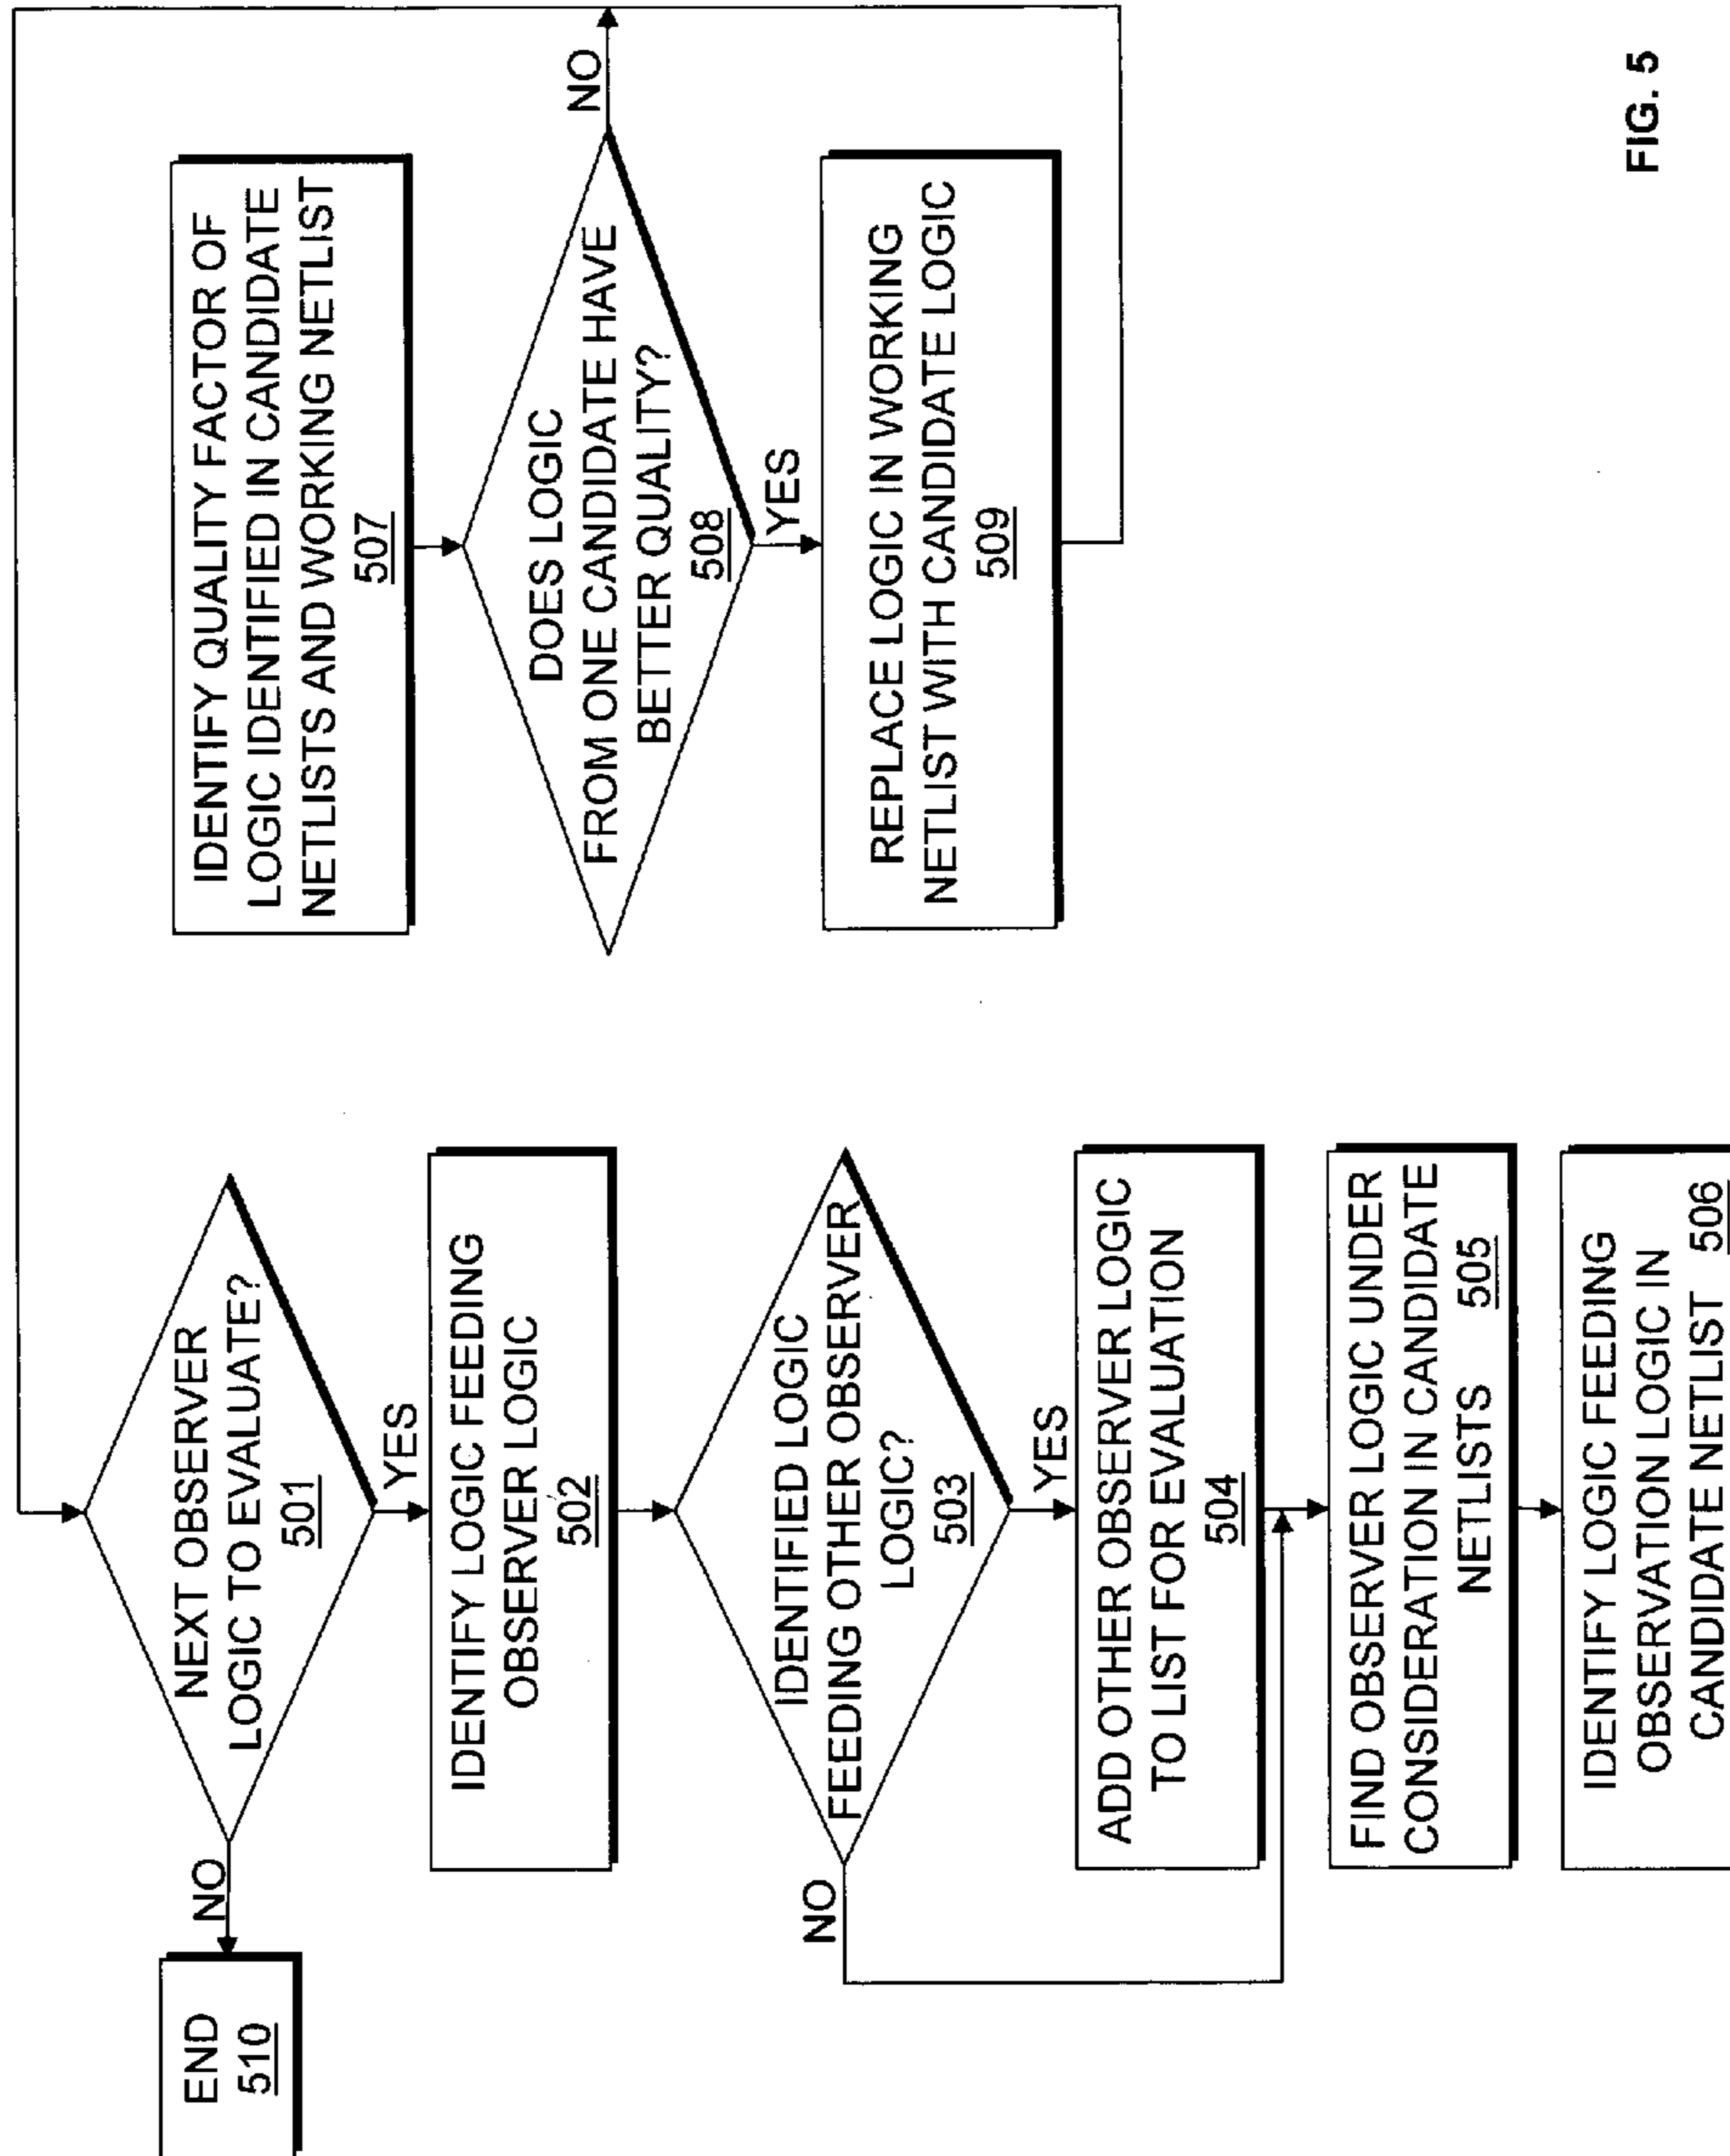 NEXT OBSERVER
LOGIC TO EVALUATE?
501
NO
END
510
YES
IDENTIFY LOGIC FEEDING
OBSERVER LOGIC
502
IDENTIFIED LOGIC
FEEDING OTHER OBSERVER
LOGIC?
503
NO
YES
ADD OTHER OBSERVER LOGIC
TO LIST FOR EVALUATION
504
FIND OBSERVER LOGIC UNDER
CONSIDERATION IN CANDIDATE
NETLISTS 505
IDENTIFY LOGIC FEEDING
OBSERVATION LOGIC IN
CANDIDATE NETLIST 506
IDENTIFY QUALITY FACTOR OF
LOGIC IDENTIFIED IN CANDIDATE
NETLISTS AND WORKING NETLIST
507
DOES LOGIC
FROM ONE CANDIDATE HAVE
BETTER QUALITY?
508
NO
YES
REPLACE LOGIC IN WORKING
NETLIST WITH CANDIDATE LOGIC
509
FIG. 5